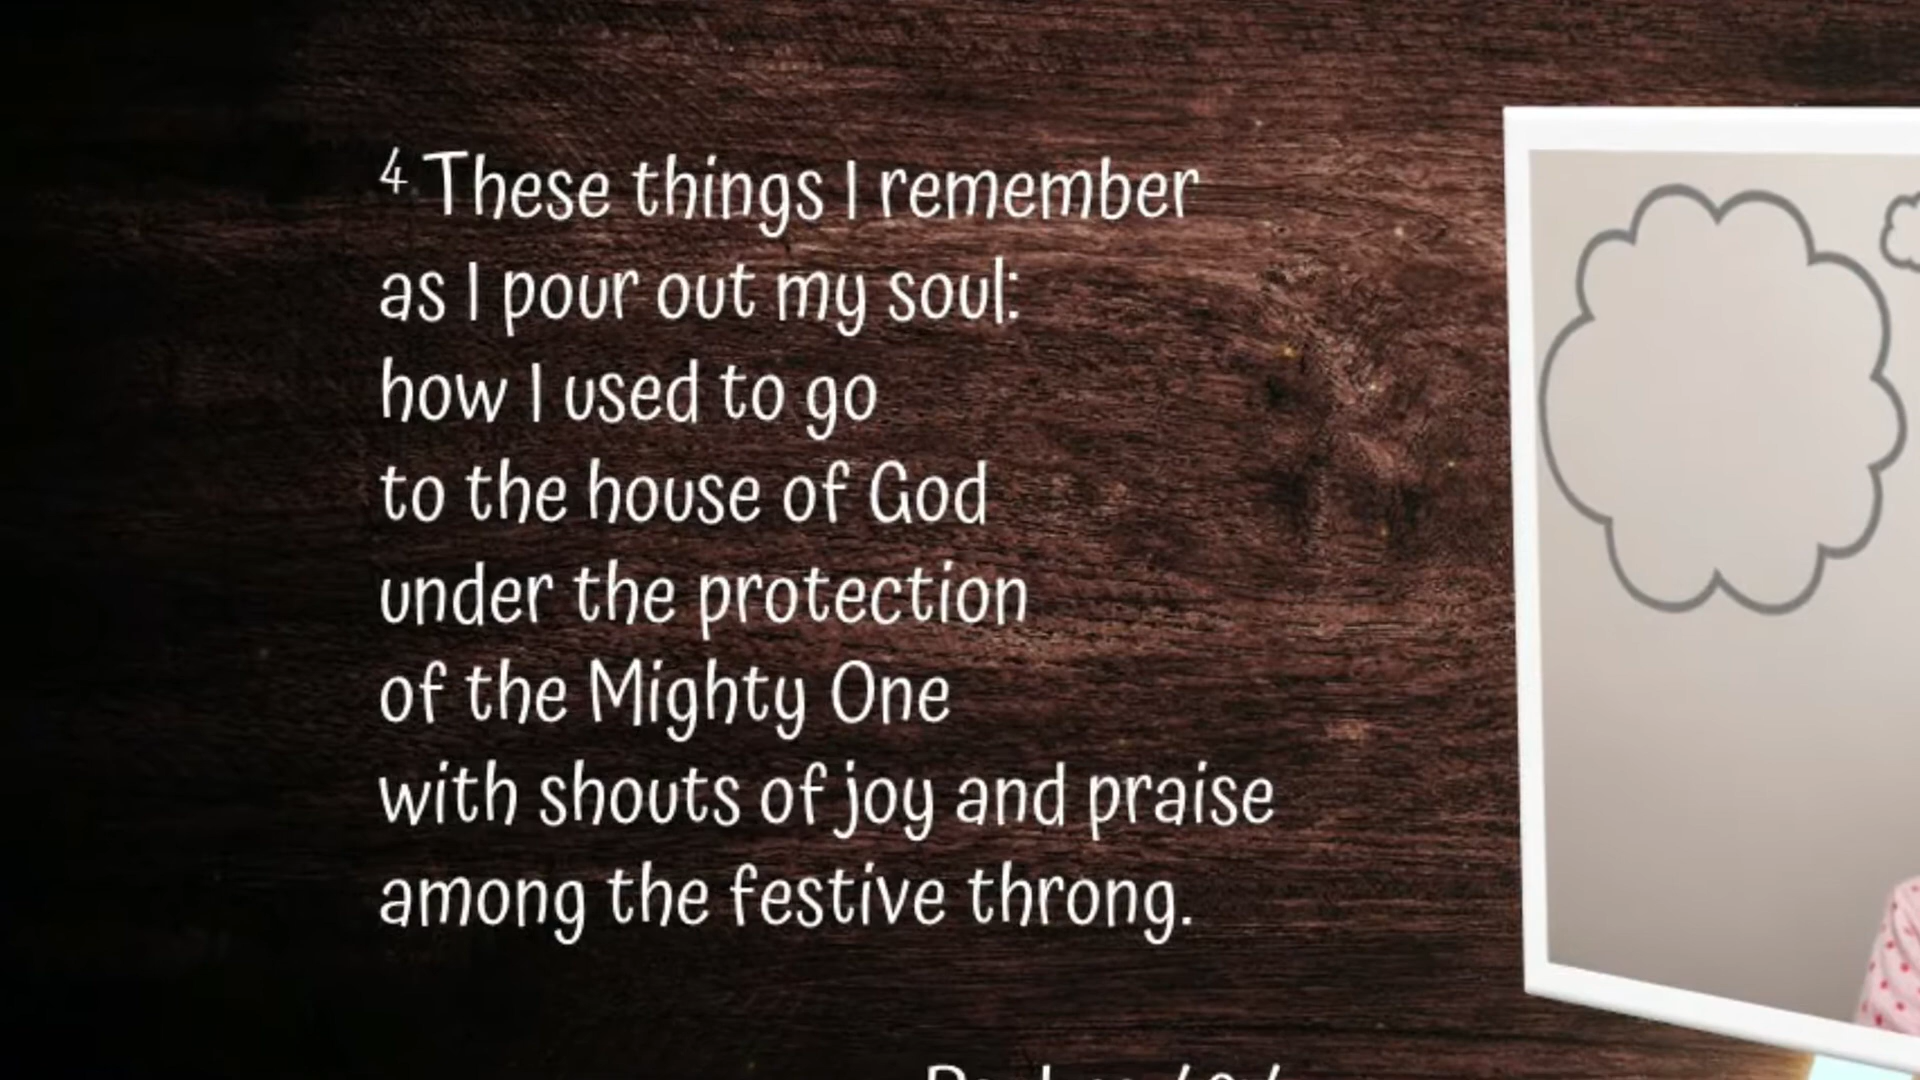 4 These things I remember
as I pour out my soul:
how I used to go
to the house of God
under the protection
of the Mighty One
with shouts of joy and praise
among the festive throng.